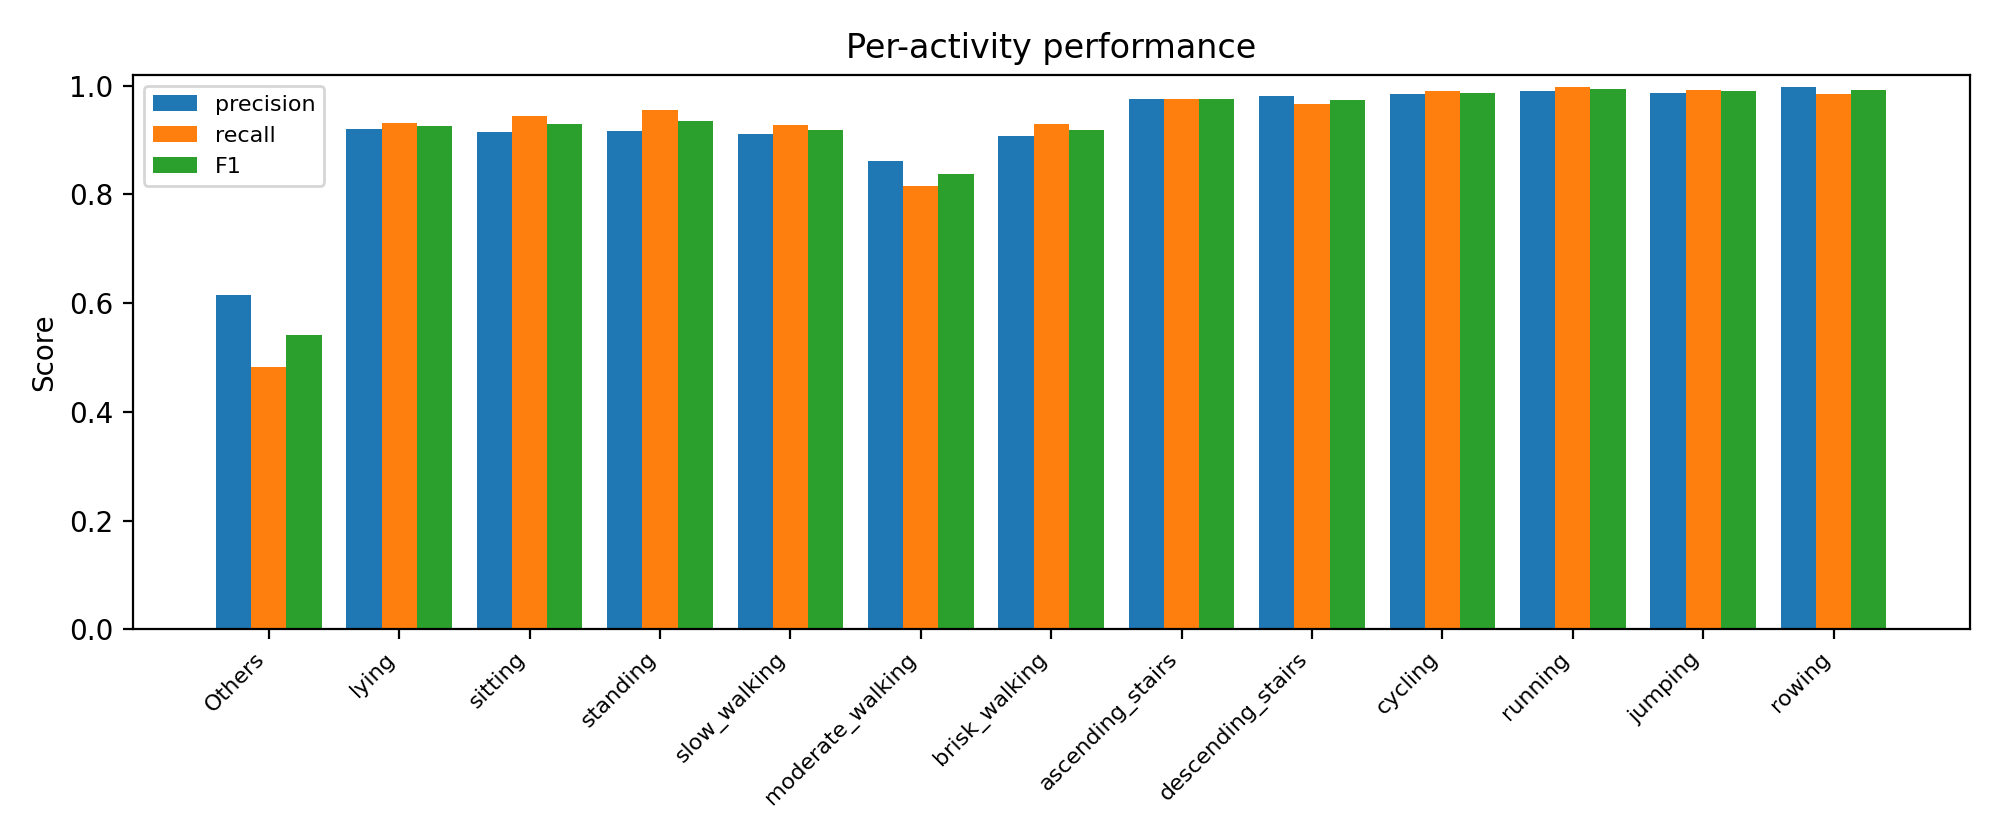 Per-activity performance
precision
recall
F1
Score
1.0
0.8
0.6
0.4
0.2
0.0
Others
lying
sitting
standing
slow_walking
moderate_walking
brisk_walking
ascending_stairs
descending_stairs
cycling
running
jumping
rowing